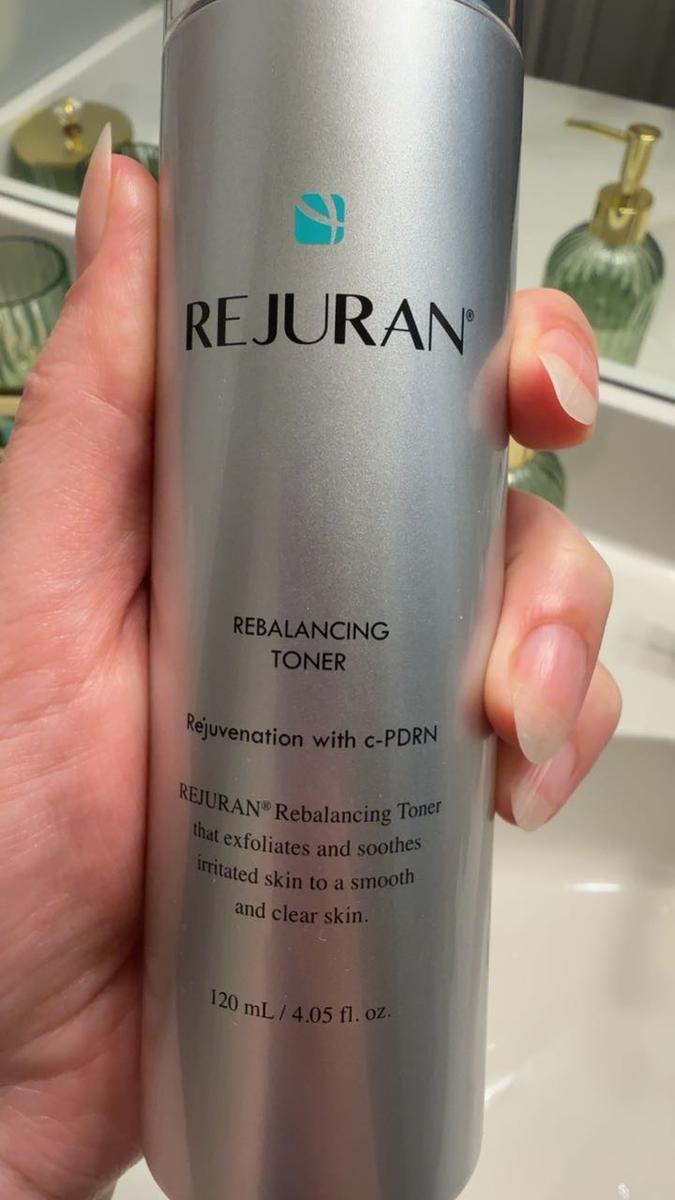 REJURAN®
REBALANCING
TONER
Rejuvenation with c-PDRN
REJURAN® Rebalancing Toner
that exfoliates and soothes
irritated skin to a smooth
and clear skin.
120 mL / 4.05 fl. oz.